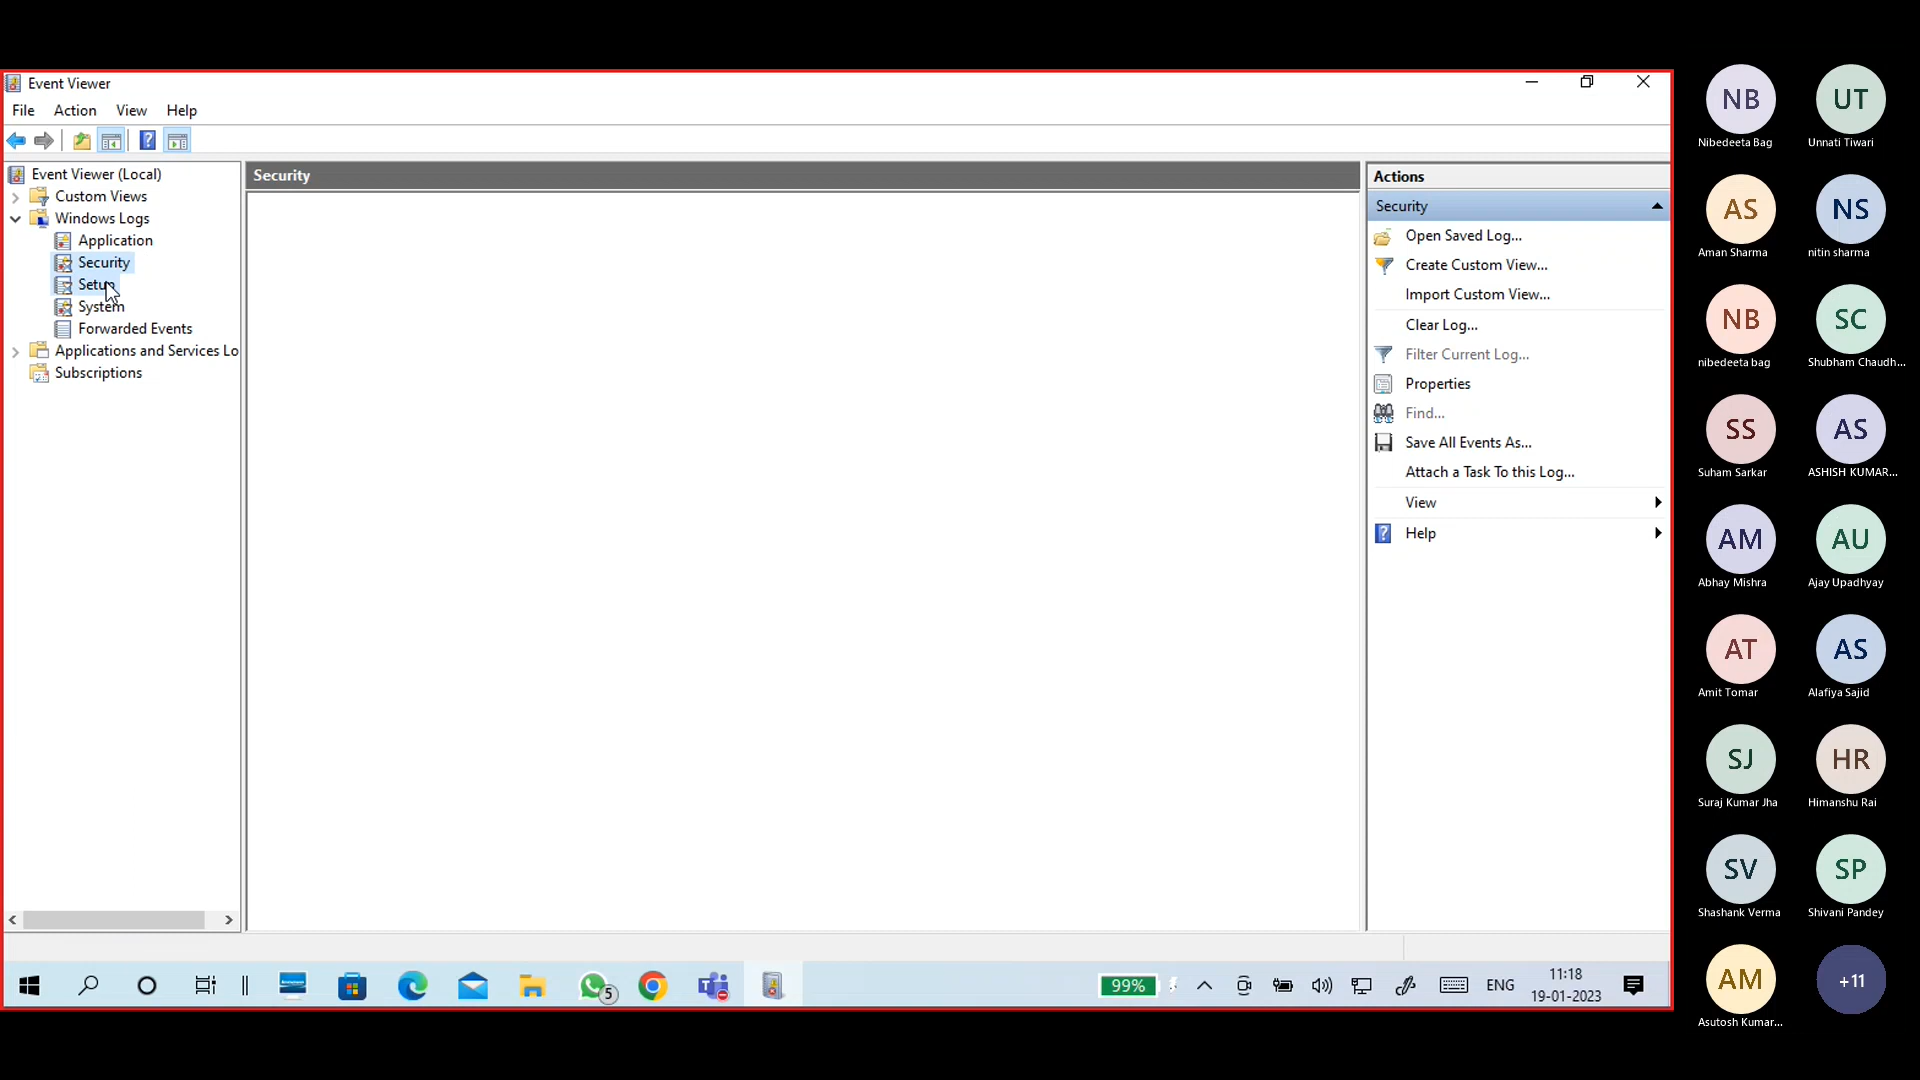 Event Viewer
File Action View Help
Event Viewer (Local)
Custom Views
Windows Logs
Application
Security
Setup
System
Forwarded Events
Applications and Services Lo
Subscriptions
Security
Actions
Security
Open Saved Log...
Create Custom View...
Import Custom View...
Clear Log...
Filter Current Log...
Properties
Find...
Save All Events As...
Attach a Task To this Log...
View
Help
5
99%
ENG
11:18
19-01-2023
NB
Nibedeeta Bag
UT
Unnati Tiwari
AS
Aman Sharma
NS
nitin sharma
NB
nibedeeta bag
SC
Shubham Chaudh...
SS
Suham Sarkar
AS
ASHISH KUMAR...
AM
Abhay Mishra
AU
Ajay Upadhyay
AT
Amit Tomar
AS
Alafiya Sajid
SJ
Suraj Kumar Jha
HR
Himanshu Rai
SV
Shashank Verma
SP
Shivani Pandey
AM
Asutosh Kumar...
+11